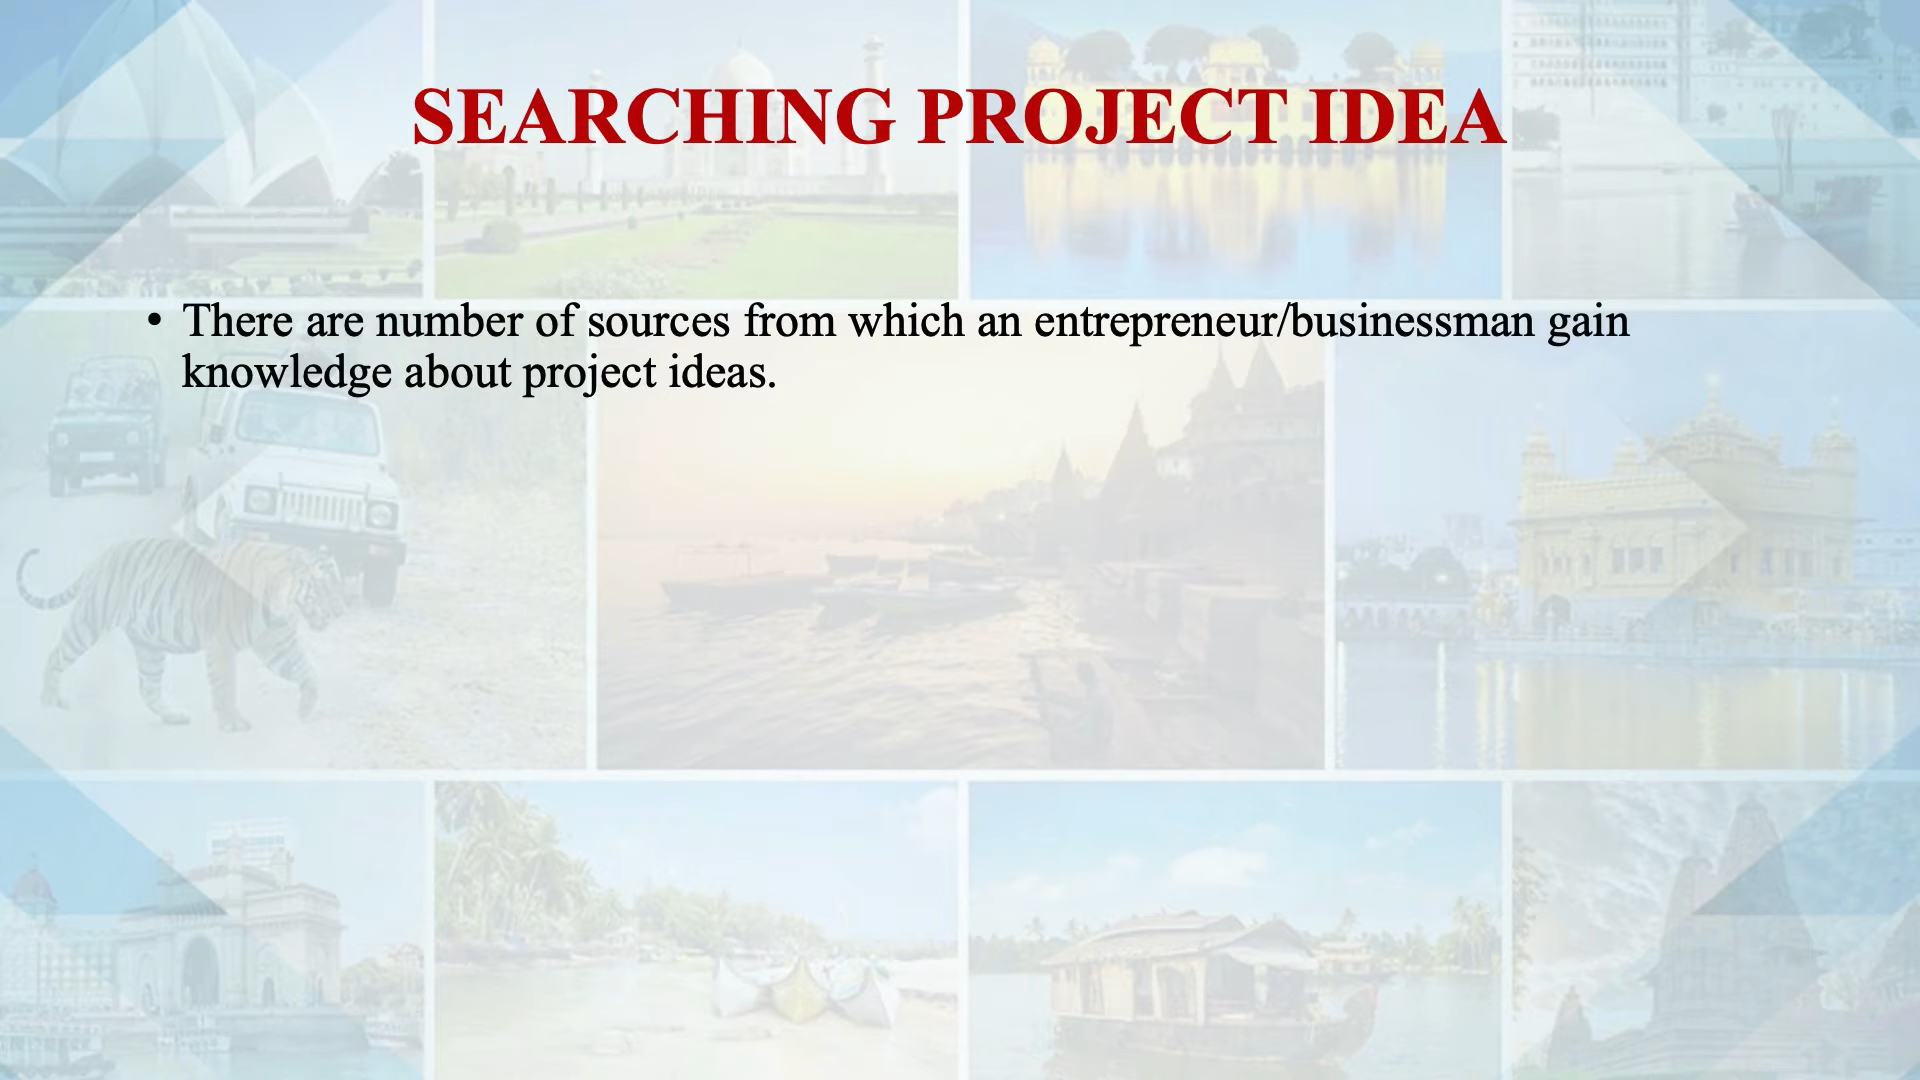 SEARCHING PROJECT IDEA
• There are number of sources from which an entrepreneur/businessman gain
knowledge about project ideas.